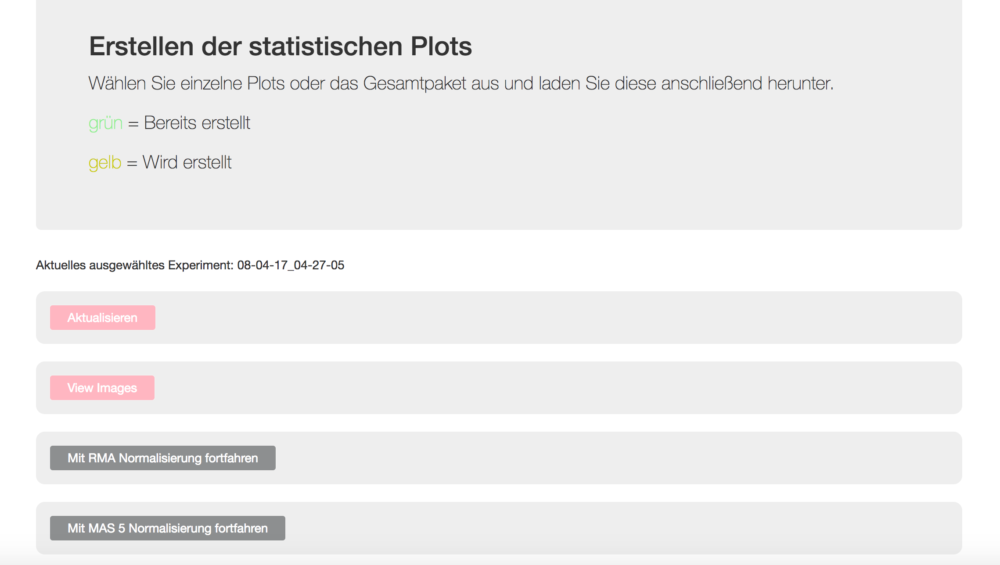 Erstellen der statistischen Plots
Wählen Sie einzelne Plots oder das Gesamtpaket aus und laden Sie diese anschließend herunter.
grün = Bereits erstellt
gelb = Wird erstellt
Aktuelles ausgewähltes Experiment: 08-04-17_04-27-05
Aktualisieren
View Images
Mit RMA Normalisierung fortfahren
Mit MAS 5 Normalisierung fortfahren